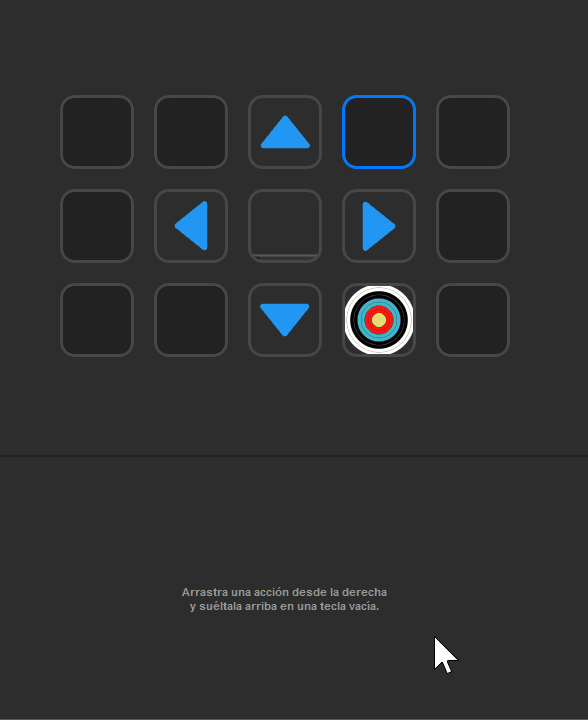 Arrastra una acción desde la derecha
y suéltala arriba en una tecla vacía.